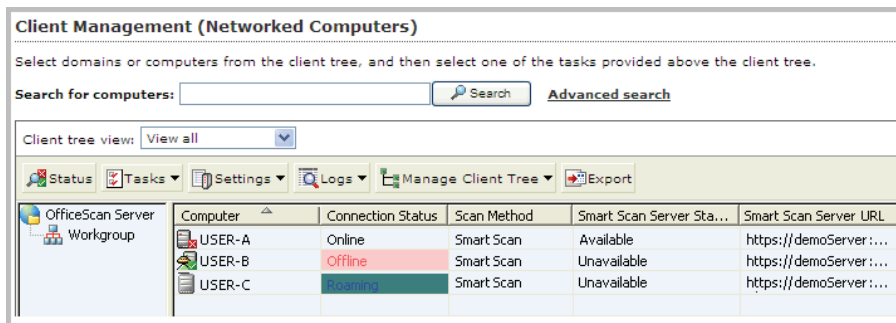 Client Management (Networked Computers)
Select domains or computers from the client tree, and then select one of the tasks provided above the client tree.
Search for computers: Search Advanced search
Client tree view: View all
Status Tasks Settings Logs Manage Client Tree Export
OfficeScan Server Computer Connection Status Scan Method Smart Scan Server Sta... Smart Scan Server URL
Workgroup USER-A Online Smart Scan Available https://demoServer:...
USER-B Offline Smart Scan Unavailable https://demoServer:...
USER-C Roaming Smart Scan Unavailable https://demoServer:...